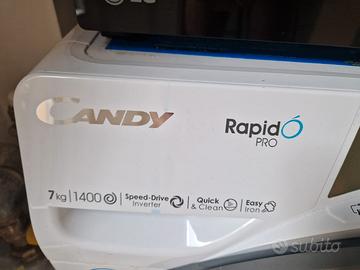 CANDY
RapidÓ
PRO
7kg | 1400 | Speed-Drive Inverter | Quick & Clean | Easy Iron
subito